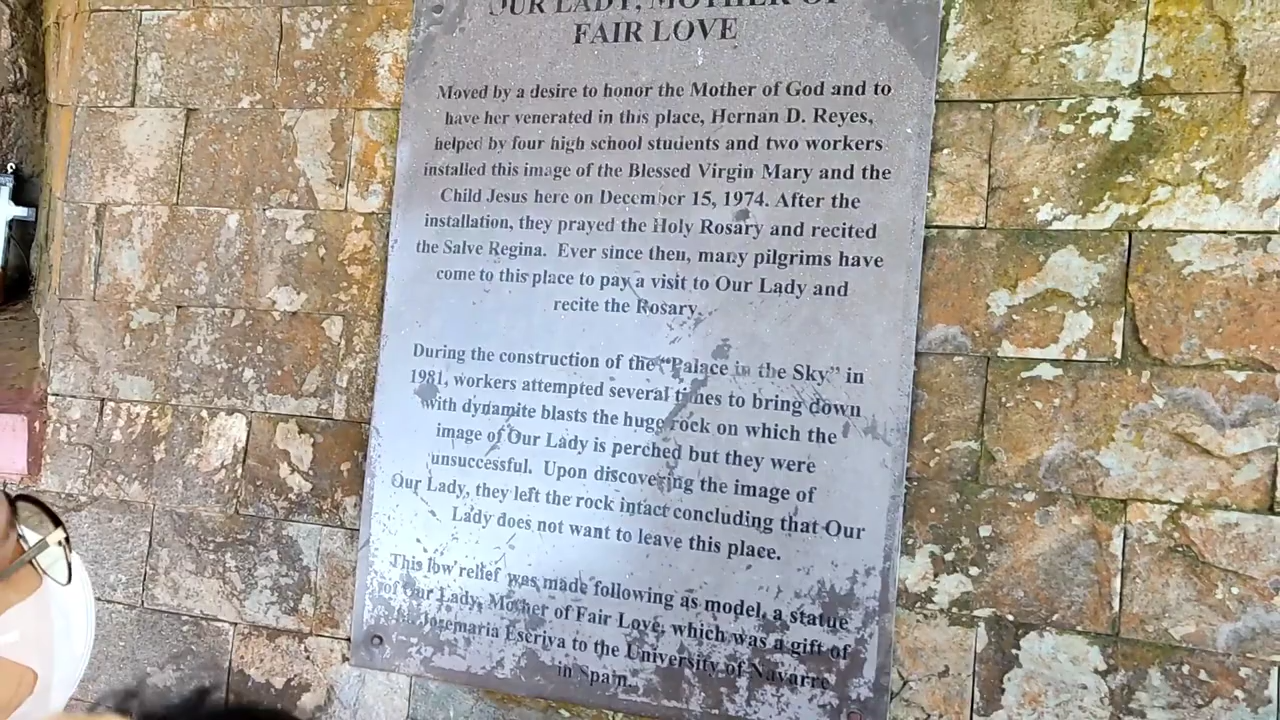 OUR LADY, MOTHER OF
FAIR LOVE
Moved by a desire to honor the Mother of God and to
have her venerated in this place, Hernan D. Reyes,
helped by four high school students and two workers
installed this image of the Blessed Virgin Mary and the
Child Jesus here on December 15, 1974. After the
installation, they prayed the Holy Rosary and recited
the Salve Regina. Ever since then, many pilgrims have
come to this place to pay a visit to Our Lady and
recite the Rosary.
During the construction of the "Palace in the Sky" in
1981, workers attempted several times to bring down
with dynamite blasts the huge rock on which the
image of Our Lady is perched but they were
unsuccessful. Upon discovering the image of
Our Lady, they left the rock intact concluding that Our
Lady does not want to leave this place.
This low relief was made following as model, a statue
of Our Lady, Mother of Fair Love, which was a gift of
Josemaria Escriva to the University of Navarre
in Spain.